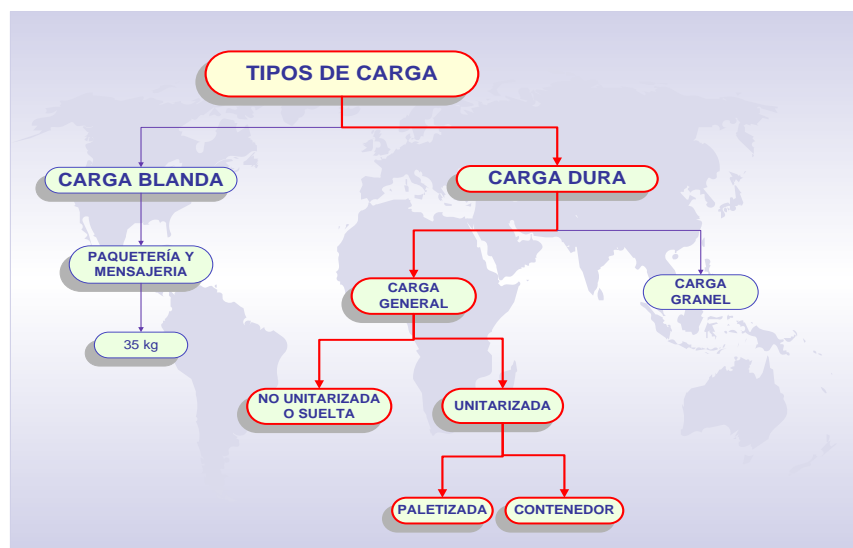 TIPOS DE CARGA
CARGA BLANDA
CARGA DURA
PAQUETERÍA Y
MENSAJERIA
CARGA
GENERAL
CARGA
GRANEL
35 kg
NO UNITARIZADA
O SUELTA
UNITARIZADA
PALETIZADA
CONTENEDOR